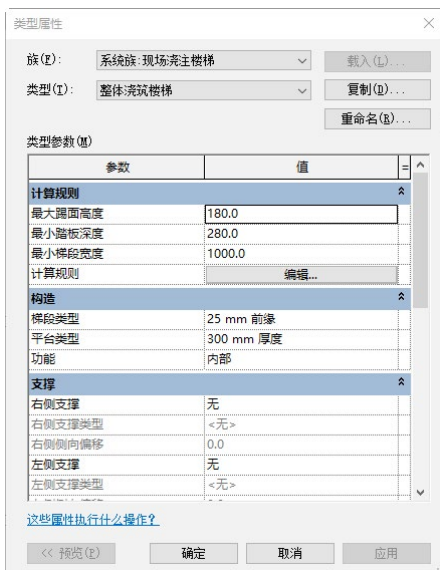 类型属性
族(F): 系统族:现场浇注楼梯 载入(L)...
类型(T): 整体浇筑楼梯 复制(D)...
重命名(R)...
类型参数(M)
参数 值 =
计算规则
最大踢面高度 180.0
最小踏板深度 280.0
最小梯段宽度 1000.0
计算规则 编辑...
构造
梯段类型 25 mm 前缘
平台类型 300 mm 厚度
功能 内部
支撑
右侧支撑 无
右侧支撑类型 <无>
右侧侧向偏移 0.0
左侧支撑 无
左侧支撑类型 <无>
这些属性执行什么操作?
<< 预览(P) 确定 取消 应用